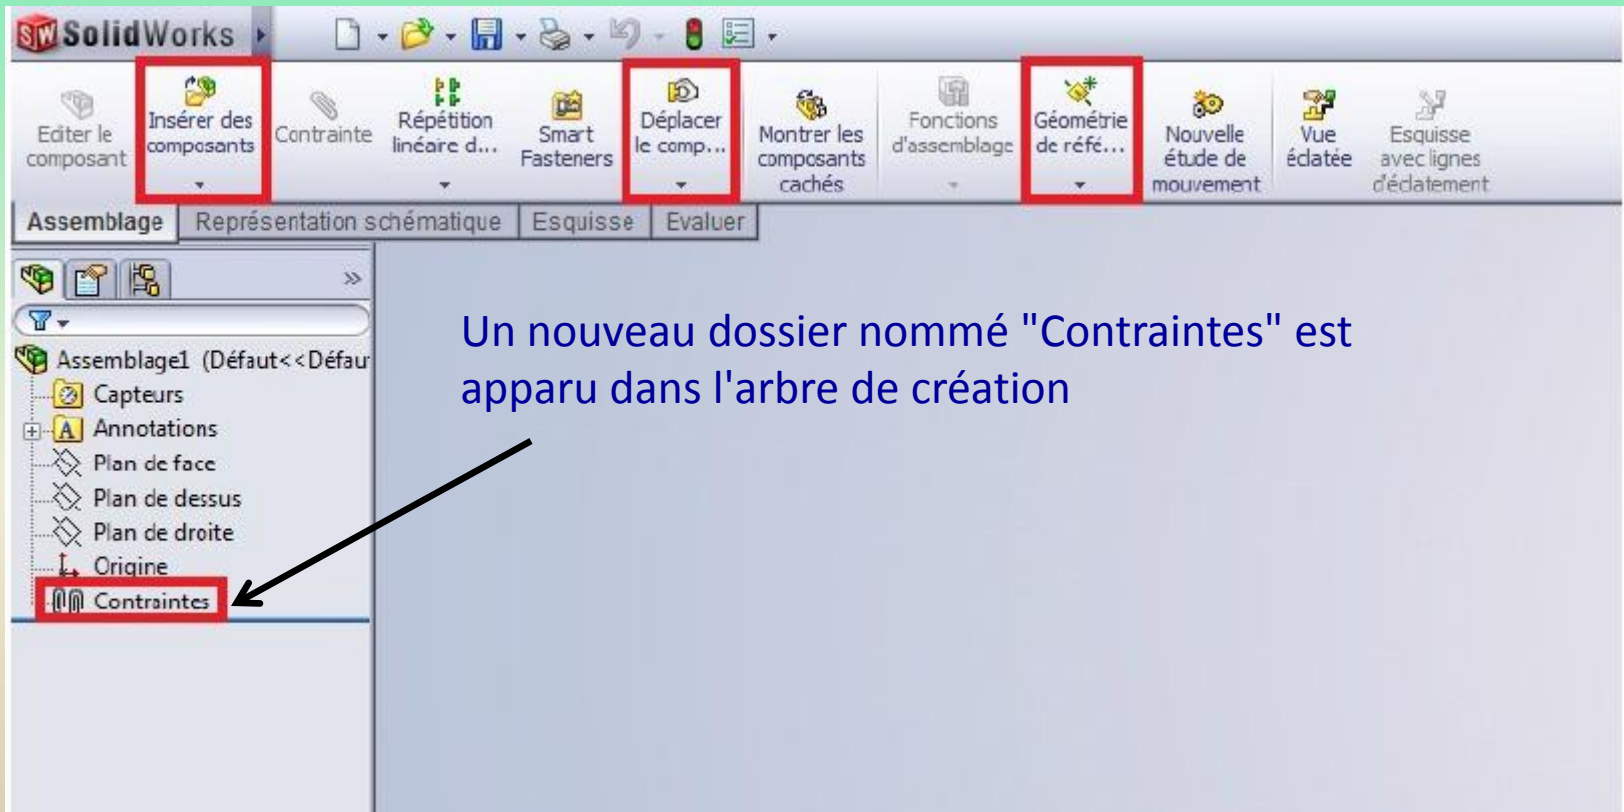 SolidWorks
Editer le composant
Insérer des composants
Contrainte
Répétition linéaire d...
Smart Fasteners
Déplacer le comp...
Montrer les composants cachés
Fonctions d'assemblage
Géométrie de réfé...
Nouvelle étude de mouvement
Vue éclatée
Esquisse avec lignes d'éclatement
Assemblage Représentation schématique Esquisse Evaluer
Assemblage1 (Défaut<<Défaur
Capteurs
Annotations
Plan de face
Plan de dessus
Plan de droite
Origine
Contraintes
Un nouveau dossier nommé "Contraintes" est
apparu dans l'arbre de création